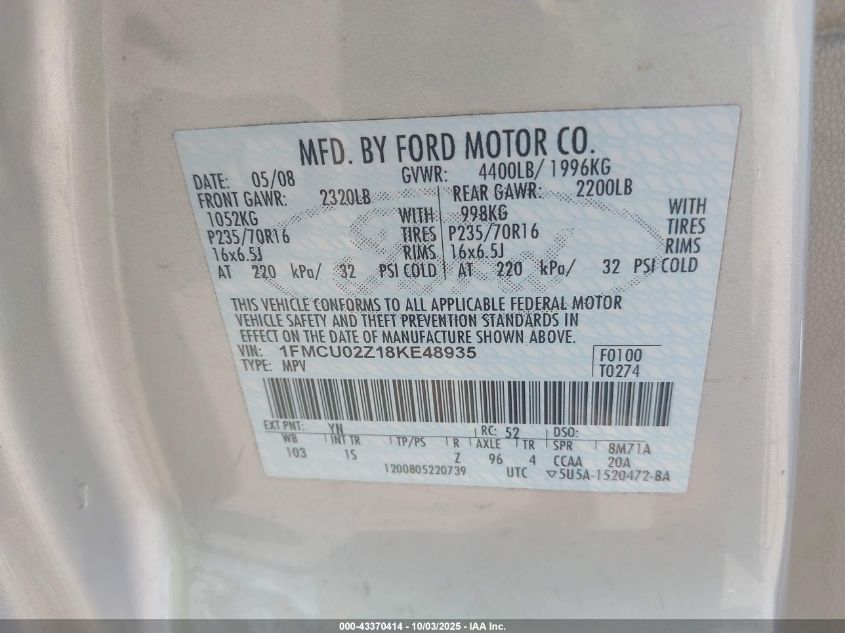 MFD. BY FORD MOTOR CO.
DATE: 05/08 GVWR: 4400LB/ 1996KG
FRONT GAWR: 2320LB REAR GAWR: 2200LB
1052KG WITH 998KG WITH
P235/70R16 TIRES P235/70R16 TIRES
16x6.5J RIMS 16x6.5J RIMS
AT 220 kPa/ 32 PSI COLD AT 220 kPa/ 32 PSI COLD
THIS VEHICLE CONFORMS TO ALL APPLICABLE FEDERAL MOTOR
VEHICLE SAFETY AND THEFT PREVENTION STANDARDS IN
EFFECT ON THE DATE OF MANUFACTURE SHOWN ABOVE.
VIN: 1FMCU02Z18KE48935 F0100
TYPE: MPV T0274
EXT PNT: YN RC: 52 DSO:
WB INT TR TP/PS R AXLE TR SPR 8M71A
103 IS Z 96 4 CCAA 20A
1200805220739 UTC ▽5U5A-1520472-BA
000-43370414 - 10/03/2025 - IAA Inc.